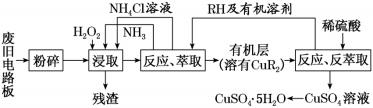 NH₄Cl溶液
RH及有机溶剂
H₂O₂
NH₃
稀硫酸
废旧电路板
粉碎
浸取
反应、萃取
有机层
(溶有CuR₂)
反应、反萃取
残渣
CuSO₄·5H₂O
CuSO₄溶液